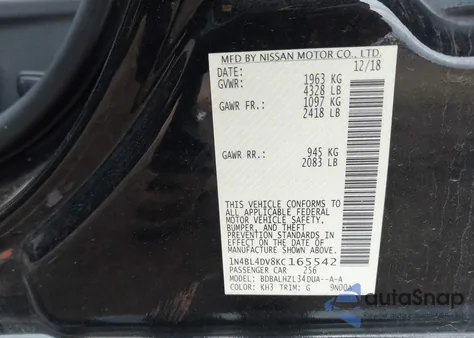 MFD BY NISSAN MOTOR CO., LTD.
DATE: 12/18
GVWR: 1963 KG
4328 LB
GAWR FR.: 1097 KG
2418 LB
GAWR RR.: 945 KG
2083 LB
THIS VEHICLE CONFORMS TO
ALL APPLICABLE FEDERAL
MOTOR VEHICLE SAFETY,
BUMPER, AND THEFT
PREVENTION STANDARDS IN
EFFECT ON THE DATE OF
MANUFACTURE SHOWN ABOVE.
1N4BL4DV8KC165542
PASSENGER CAR 256
MODEL: BDBALHZL34DUA--A-A
COLOR: KH3 TRIM: G 9N00A
autoSnap